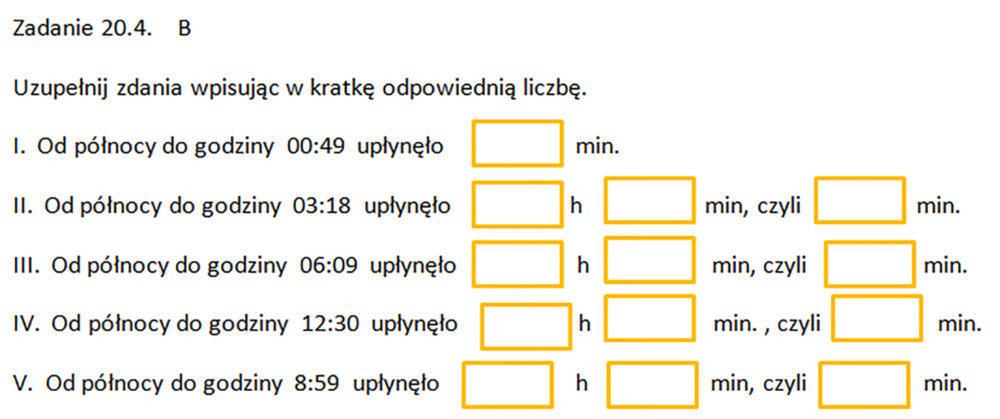 Zadanie 20.4. B
Uzupełnij zdania wpisując w kratkę odpowiednią liczbę.
I. Od północy do godziny 00:49 upłynęło min.
II. Od północy do godziny 03:18 upłynęło h min, czyli min.
III. Od północy do godziny 06:09 upłynęło h min, czyli min.
IV. Od północy do godziny 12:30 upłynęło h min. , czyli min.
V. Od północy do godziny 8:59 upłynęło h min, czyli min.